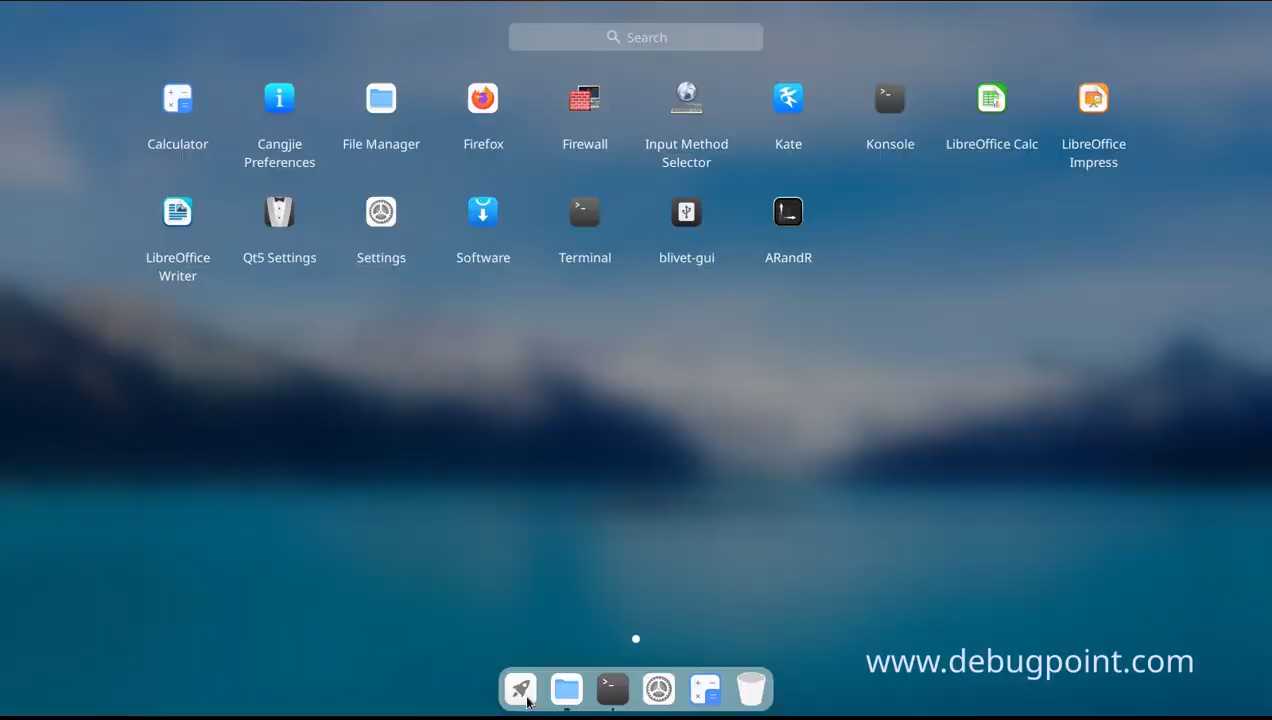 Search
Calculator
Cangjie
Preferences
File Manager
Firefox
Firewall
Input Method
Selector
Kate
Konsole
LibreOffice Calc
LibreOffice
Impress
LibreOffice
Writer
Qt5 Settings
Settings
Software
Terminal
blivet-gui
ARandR
www.debugpoint.com